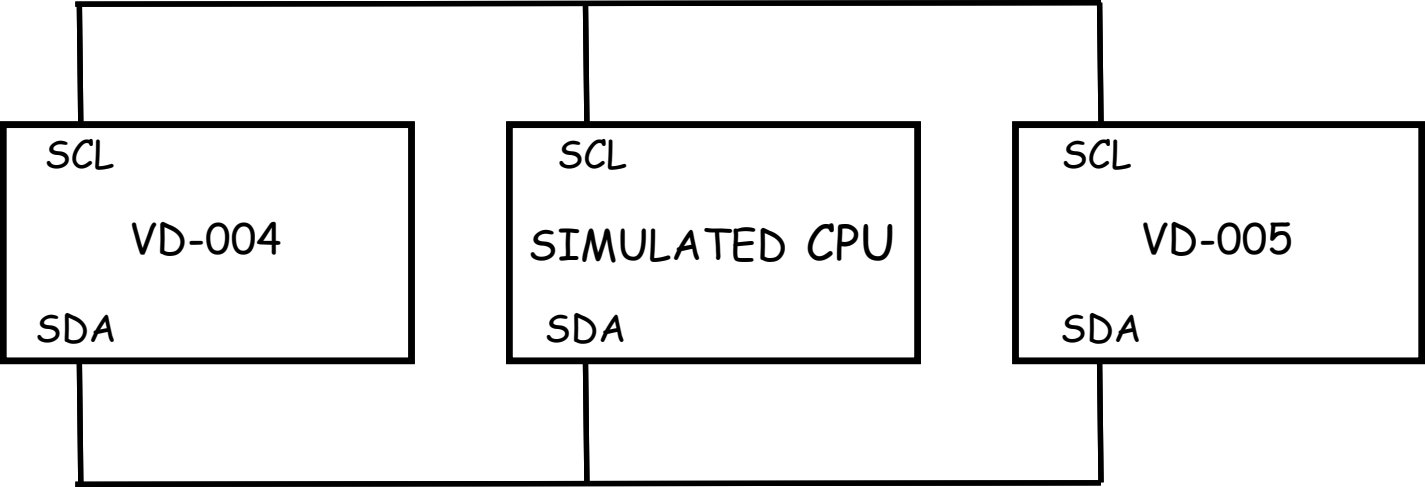 SCL
VD-004
SDA
SCL
SIMULATED CPU
SDA
SCL
VD-005
SDA